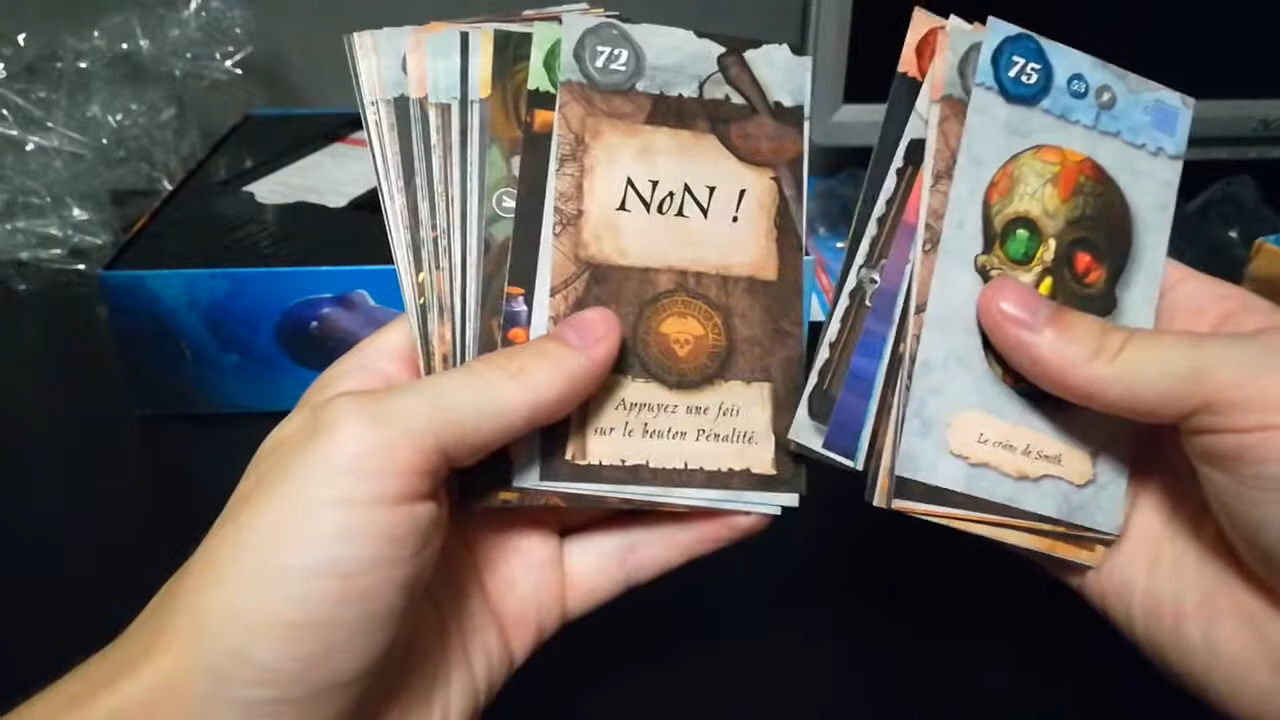 72
NoN !
Appuyez une fois
sur le bouton Pénalité.
75
Le crâne de Smith.